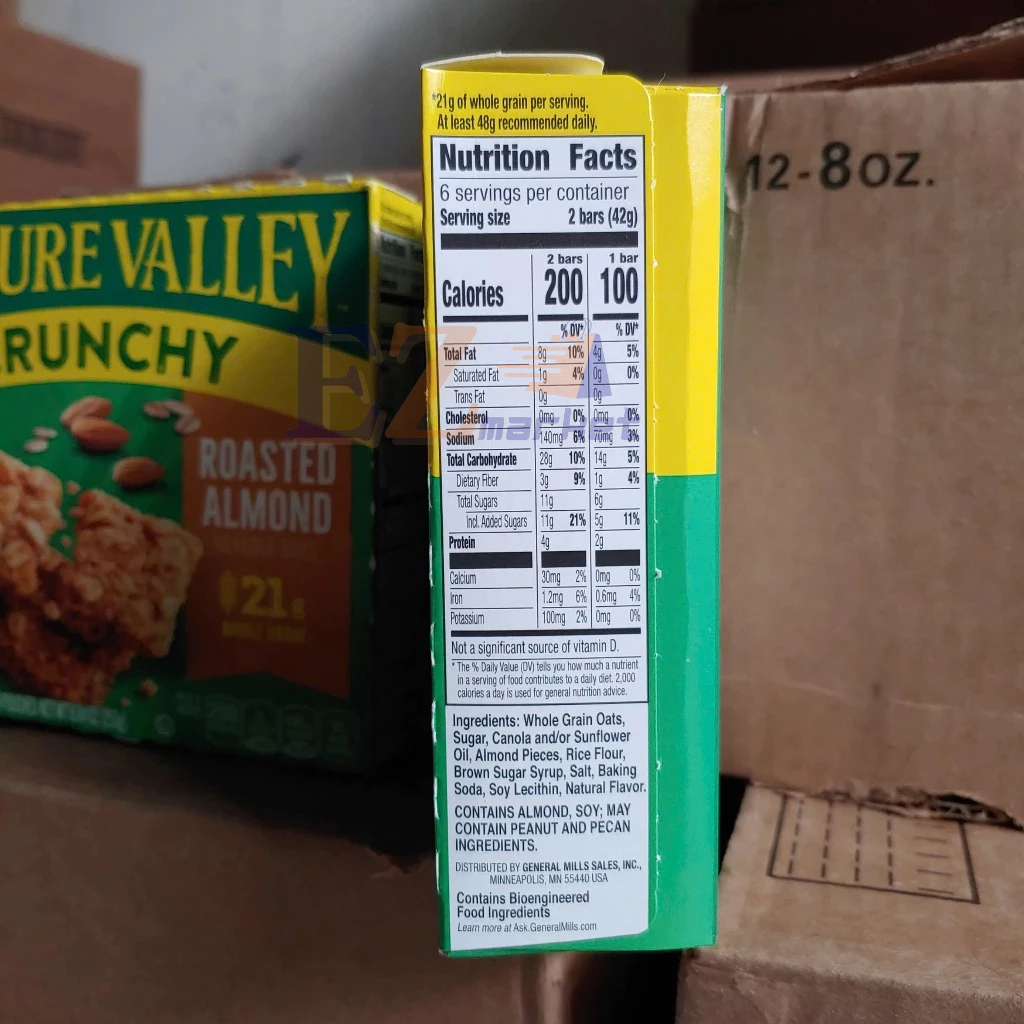 *21g of whole grain per serving.
At least 48g recommended daily.
Nutrition Facts
6 servings per container
Serving size 2 bars (42g)
2 bars 1 bar
Calories 200 100
% DV* % DV*
Total Fat 8g 10% 4g 5%
Saturated Fat 1g 4% 0g 0%
Trans Fat 0g 0g
Cholesterol 0mg 0% 0mg 0%
Sodium 140mg 6% 70mg 3%
Total Carbohydrate 28g 10% 14g 5%
Dietary Fiber 3g 9% 1g 4%
Total Sugars 11g 6g
Incl. Added Sugars 11g 21% 5g 11%
Protein 4g 2g
Calcium 30mg 2% 0mg 0%
Iron 1.2mg 6% 0.6mg 4%
Potassium 100mg 2% 0mg 0%
Not a significant source of vitamin D.
* The % Daily Value (DV) tells you how much a nutrient
in a serving of food contributes to a daily diet. 2,000
calories a day is used for general nutrition advice.
Ingredients: Whole Grain Oats,
Sugar, Canola and/or Sunflower
Oil, Almond Pieces, Rice Flour,
Brown Sugar Syrup, Salt, Baking
Soda, Soy Lecithin, Natural Flavor.
CONTAINS ALMOND, SOY; MAY
CONTAIN PEANUT AND PECAN
INGREDIENTS.
DISTRIBUTED BY GENERAL MILLS SALES, INC.,
MINNEAPOLIS, MN 55440 USA
Contains Bioengineered
Food Ingredients
Learn more at Ask.GeneralMills.com
URE VALLEY
RUNCHY
ROASTED
ALMOND
21g
WHOLE GRAIN
12-8OZ.
EZ
market